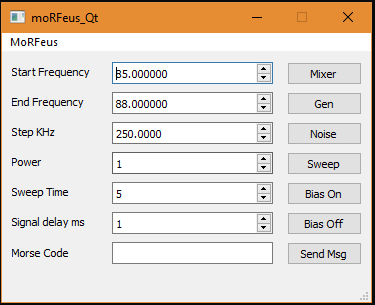 moRFeus_Qt
MoRFeus
Start Frequency 85.000000 Mixer
End Frequency 88.000000 Gen
Step KHz 250.0000 Noise
Power 1 Sweep
Sweep Time 5 Bias On
Signal delay ms 1 Bias Off
Morse Code Send Msg